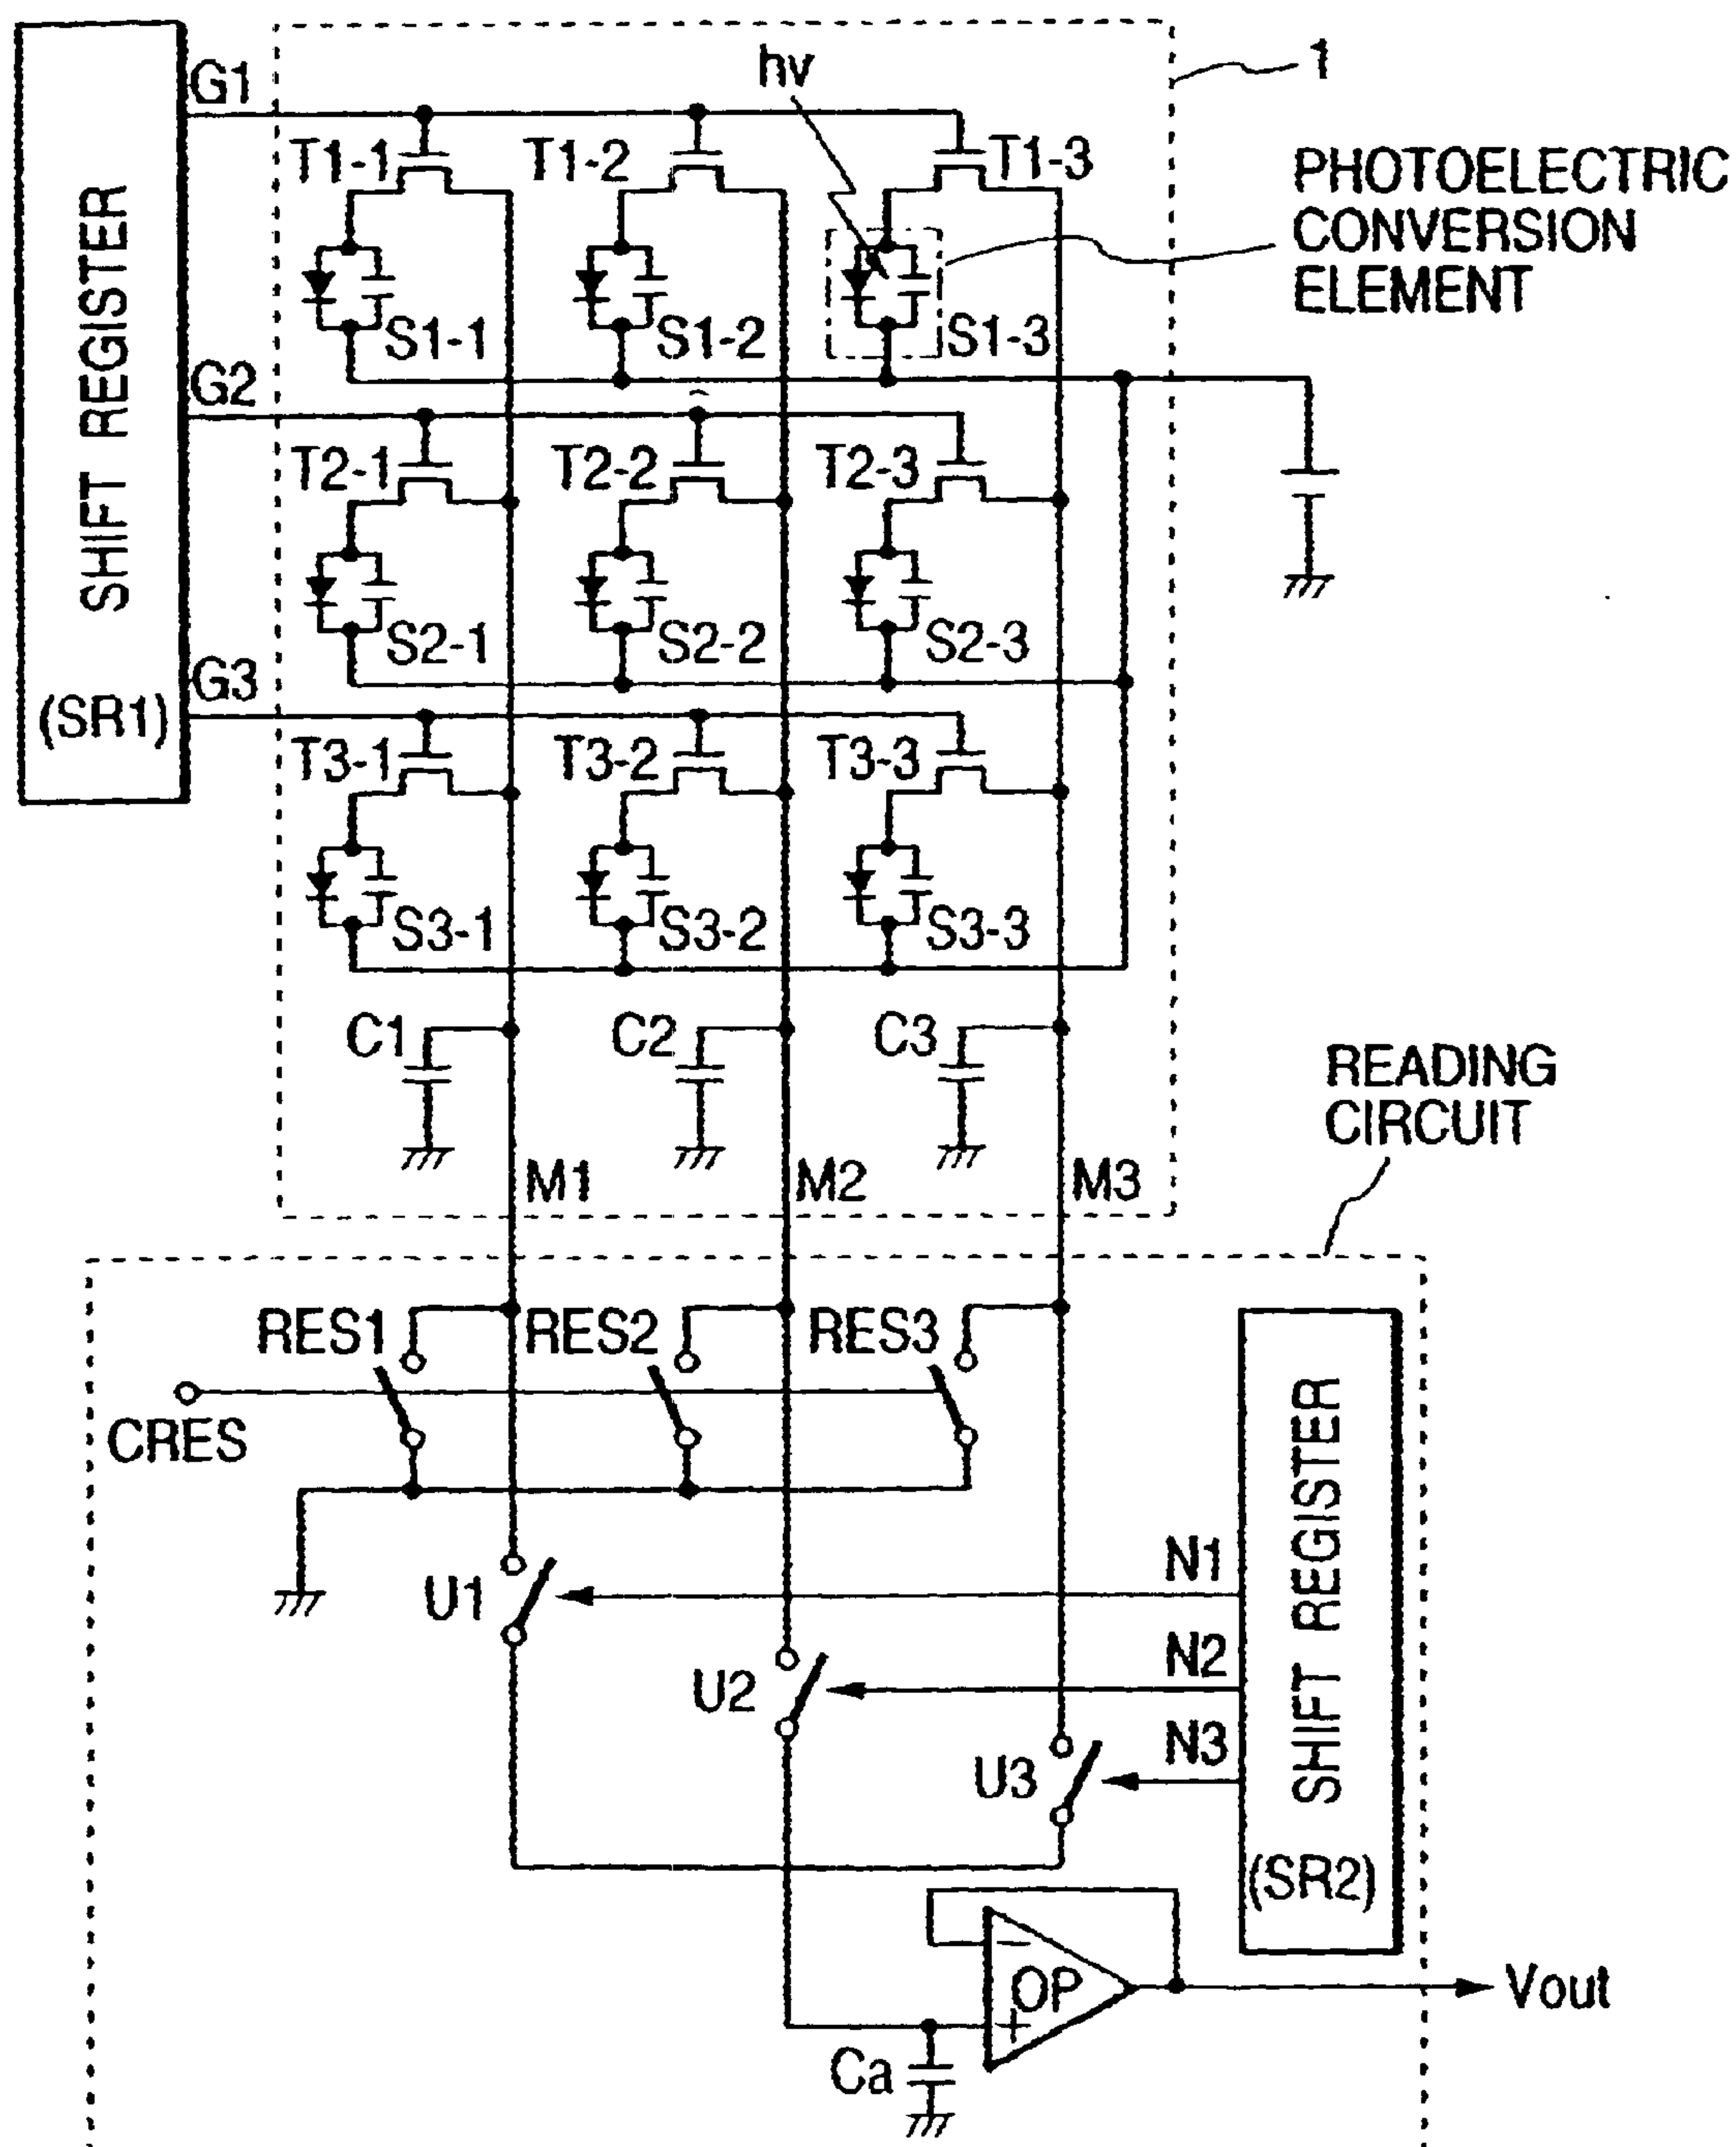 G1
hν
1
T1-1
T1-2
T1-3
PHOTOELECTRIC
CONVERSION
ELEMENT
SHIFT REGISTER
(SR1)
S1-1
S1-2
S1-3
G2
T2-1
T2-2
T2-3
S2-1
S2-2
S2-3
G3
T3-1
T3-2
T3-3
S3-1
S3-2
S3-3
C1
C2
C3
READING
CIRCUIT
M1
M2
M3
RES1
RES2
RES3
CRES
SHIFT REGISTER
(SR2)
N1
U1
N2
U2
N3
U3
−
OP
+
Vout
Ca